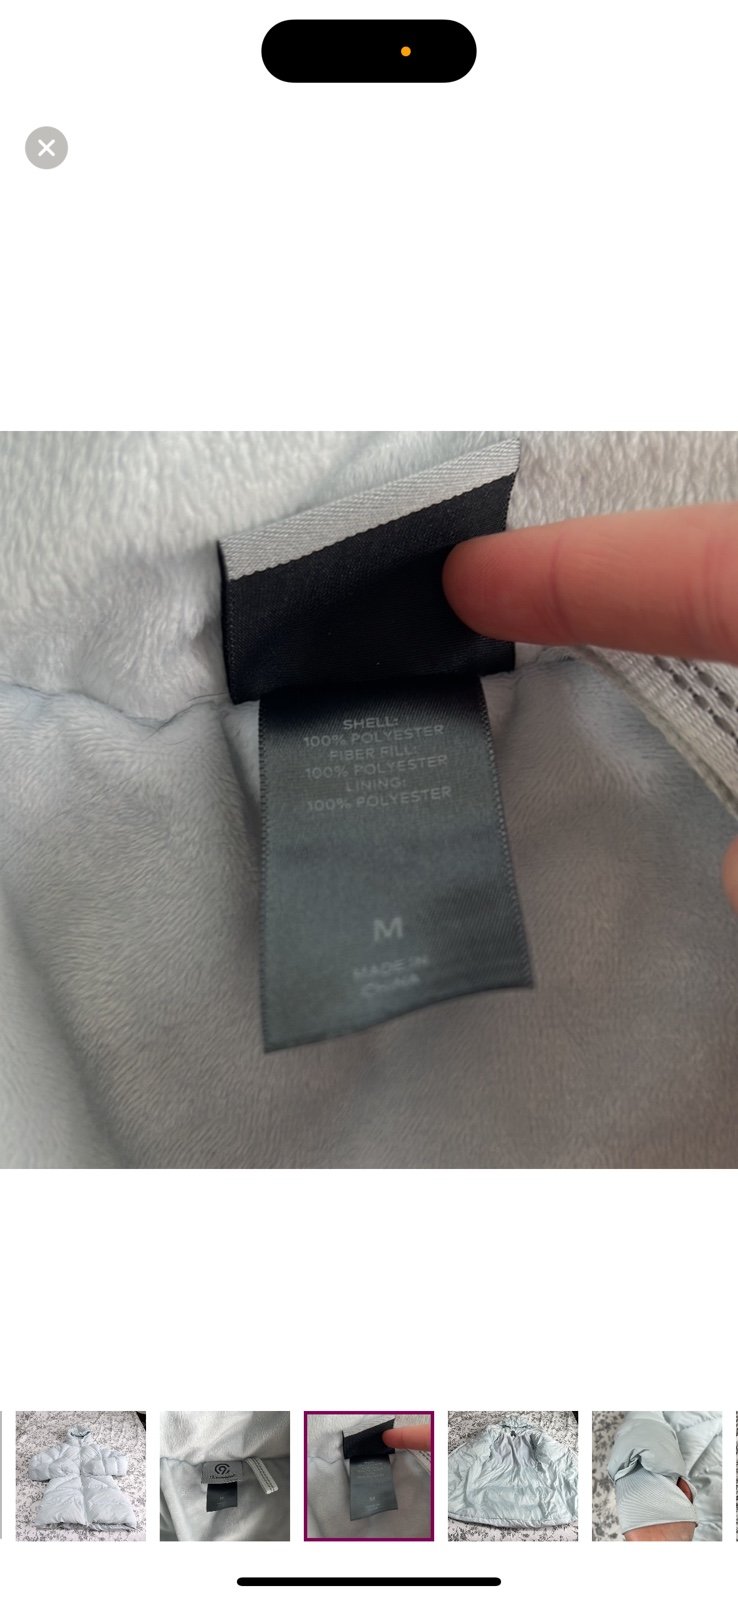 SHELL:
100% POLYESTER
FIBER FILL:
100% POLYESTER
LINING:
100% POLYESTER
M
MADE IN
CHINA